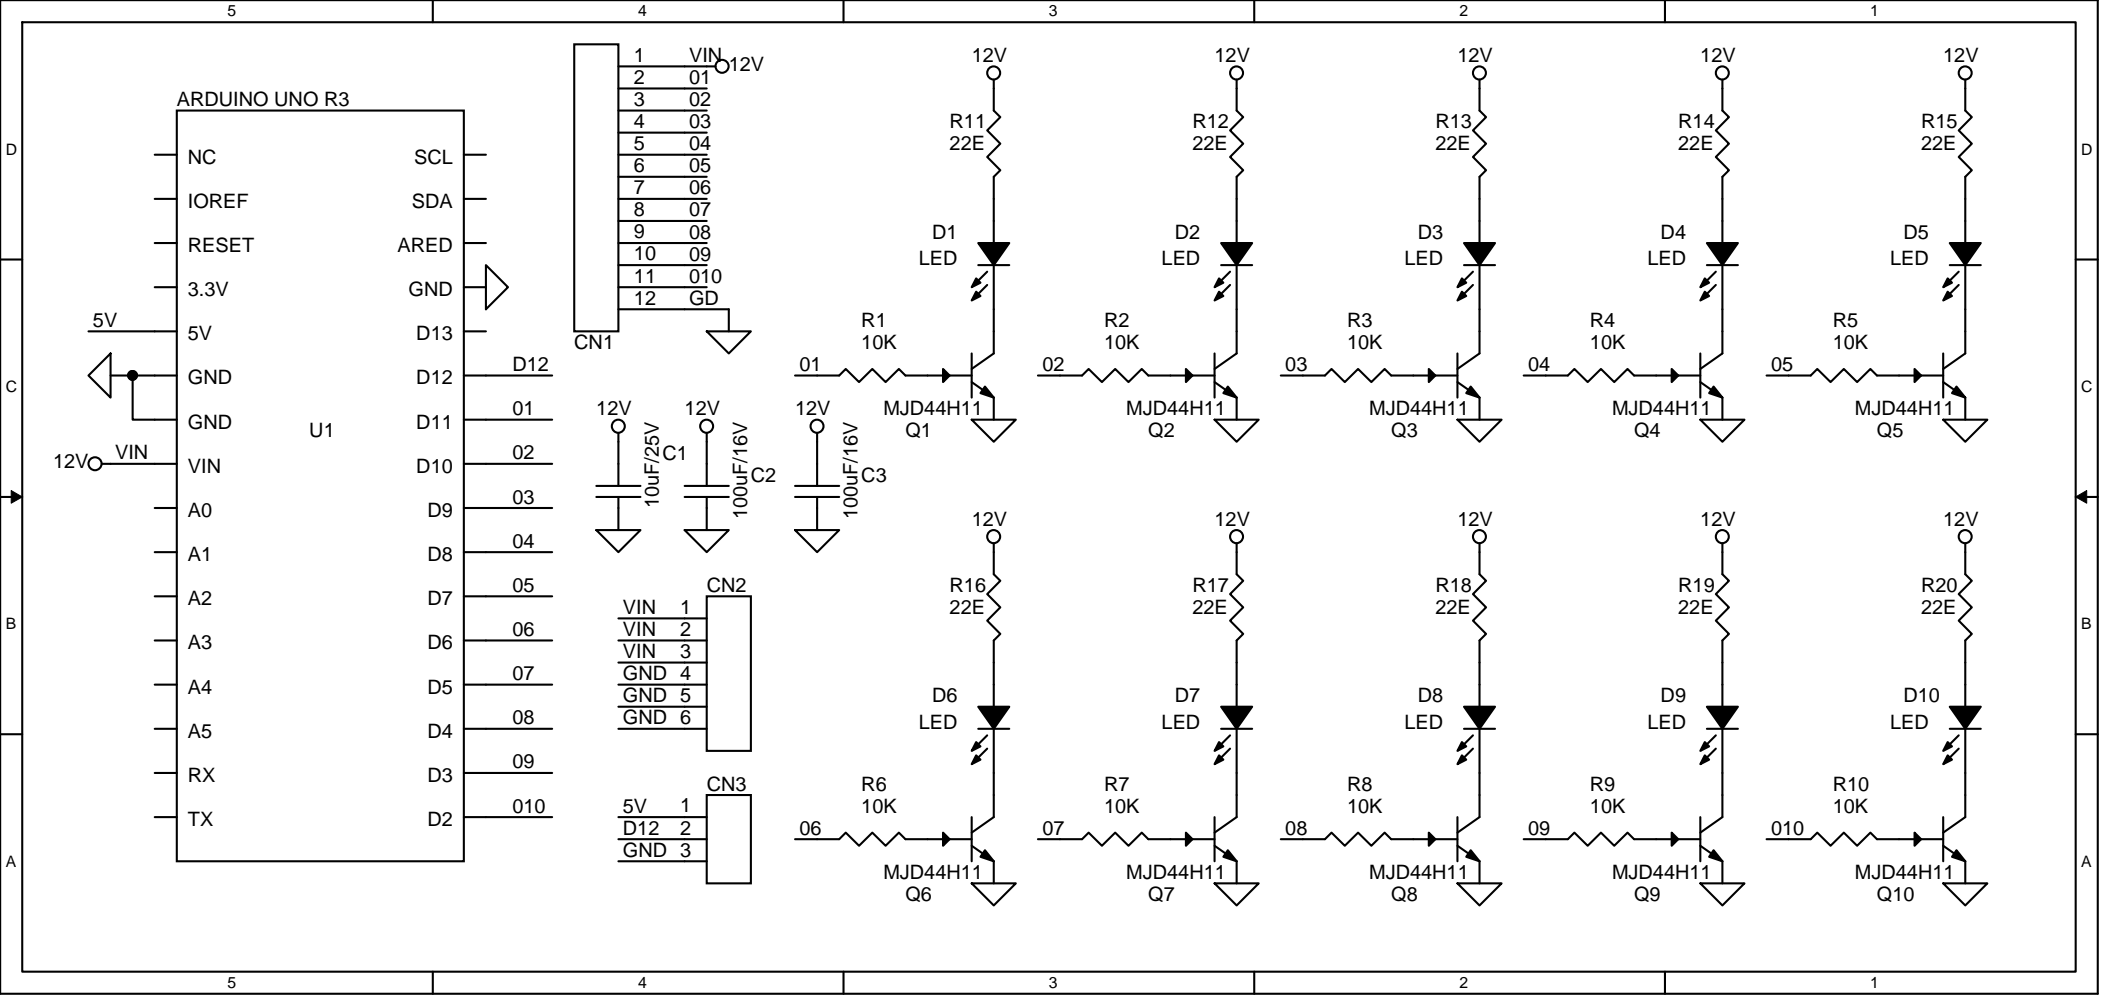 5 4 3 2 1
D
C
B
A
ARDUINO UNO R3
NC
IOREF
RESET
3.3V
5V 5V
GND
GND
12V VIN VIN
A0
A1
A2
A3
A4
A5
RX
TX
U1
SCL
SDA
ARED
GND
D13
D12 D12
D11 01
D10 02
D9 03
D8 04
D7 05
D6 06
D5 07
D4 08
D3 09
D2 010
1 VIN 12V
2 01
3 02
4 03
5 04
6 05
7 06
8 07
9 08
10 09
11 010
12 GD
CN1
12V 12V 12V
10uF/25V C1
100uF/16V C2
100uF/16V C3
CN2
VIN 1
VIN 2
VIN 3
GND 4
GND 5
GND 6
CN3
5V 1
D12 2
GND 3
12V 12V 12V 12V 12V
R11 R12 R13 R14 R15
22E 22E 22E 22E 22E
D1 D2 D3 D4 D5
LED LED LED LED LED
R1 R2 R3 R4 R5
10K 10K 10K 10K 10K
01 02 03 04 05
MJD44H11 MJD44H11 MJD44H11 MJD44H11 MJD44H11
Q1 Q2 Q3 Q4 Q5
12V 12V 12V 12V 12V
R16 R17 R18 R19 R20
22E 22E 22E 22E 22E
D6 D7 D8 D9 D10
LED LED LED LED LED
R6 R7 R8 R9 R10
10K 10K 10K 10K 10K
06 07 08 09 010
MJD44H11 MJD44H11 MJD44H11 MJD44H11 MJD44H11
Q6 Q7 Q8 Q9 Q10
D
C
B
A
5 4 3 2 1